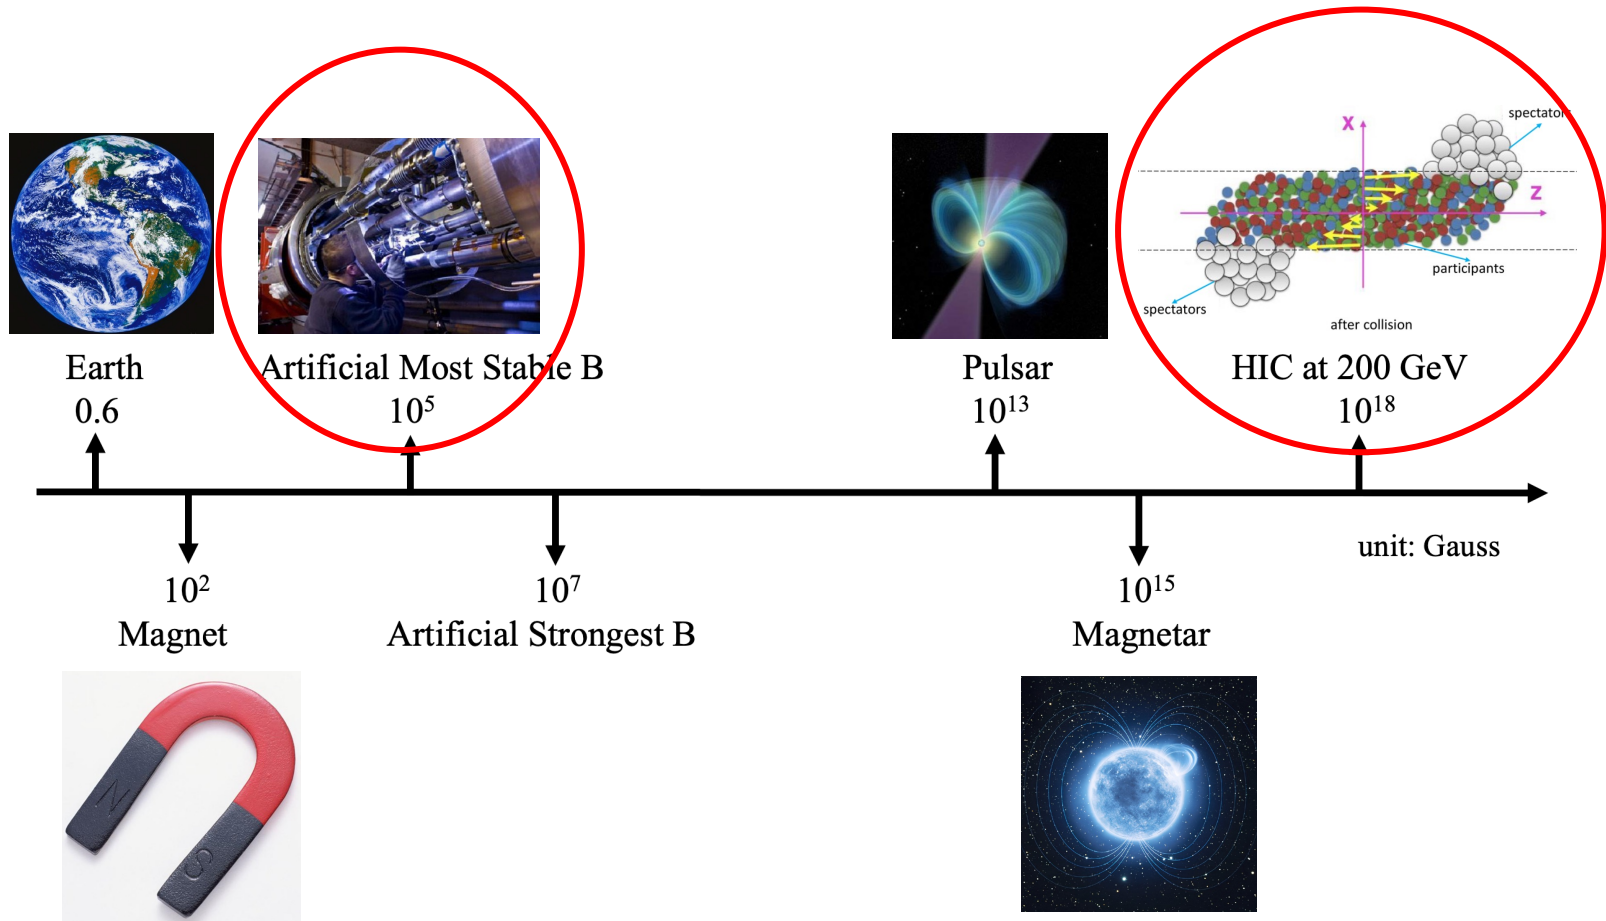 Earth
0.6
Artificial Most Stable B
10⁵
Pulsar
10¹³
X
Z
spectators
participants
spectators
after collision
HIC at 200 GeV
10¹⁸
unit: Gauss
10²
Magnet
10⁷
Artificial Strongest B
10¹⁵
Magnetar
N
S